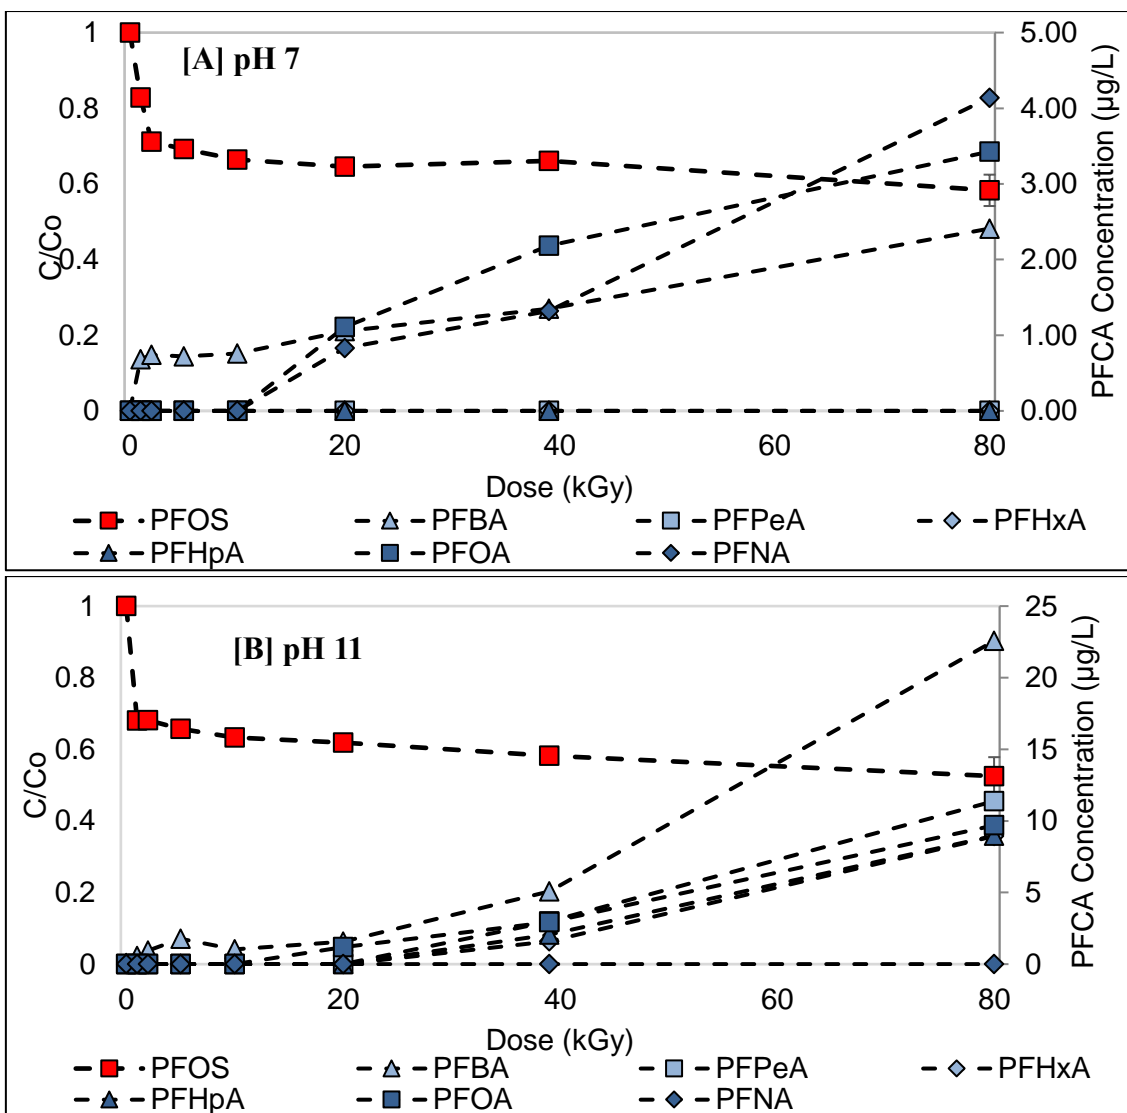 [A] pH 7
C/Co
1
0.8
0.6
0.4
0.2
0
5.00
4.00
3.00
2.00
1.00
0.00
PFCA Concentration (µg/L)
0 20 40 60 80
Dose (kGy)
PFOS PFBA PFPeA PFHxA
PFHpA PFOA PFNA
[B] pH 11
C/Co
1
0.8
0.6
0.4
0.2
0
25
20
15
10
5
0
PFCA Concentration (µg/L)
0 20 40 60 80
Dose (kGy)
PFOS PFBA PFPeA PFHxA
PFHpA PFOA PFNA